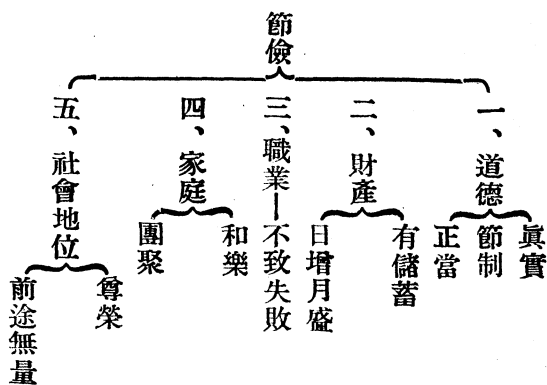 節儉
一、道德
眞實
節制
正當
二、財產
有儲蓄
日增月盛
三、職業—不致失敗
四、家庭
和樂
團聚
五、社會地位
尊榮
前途無量